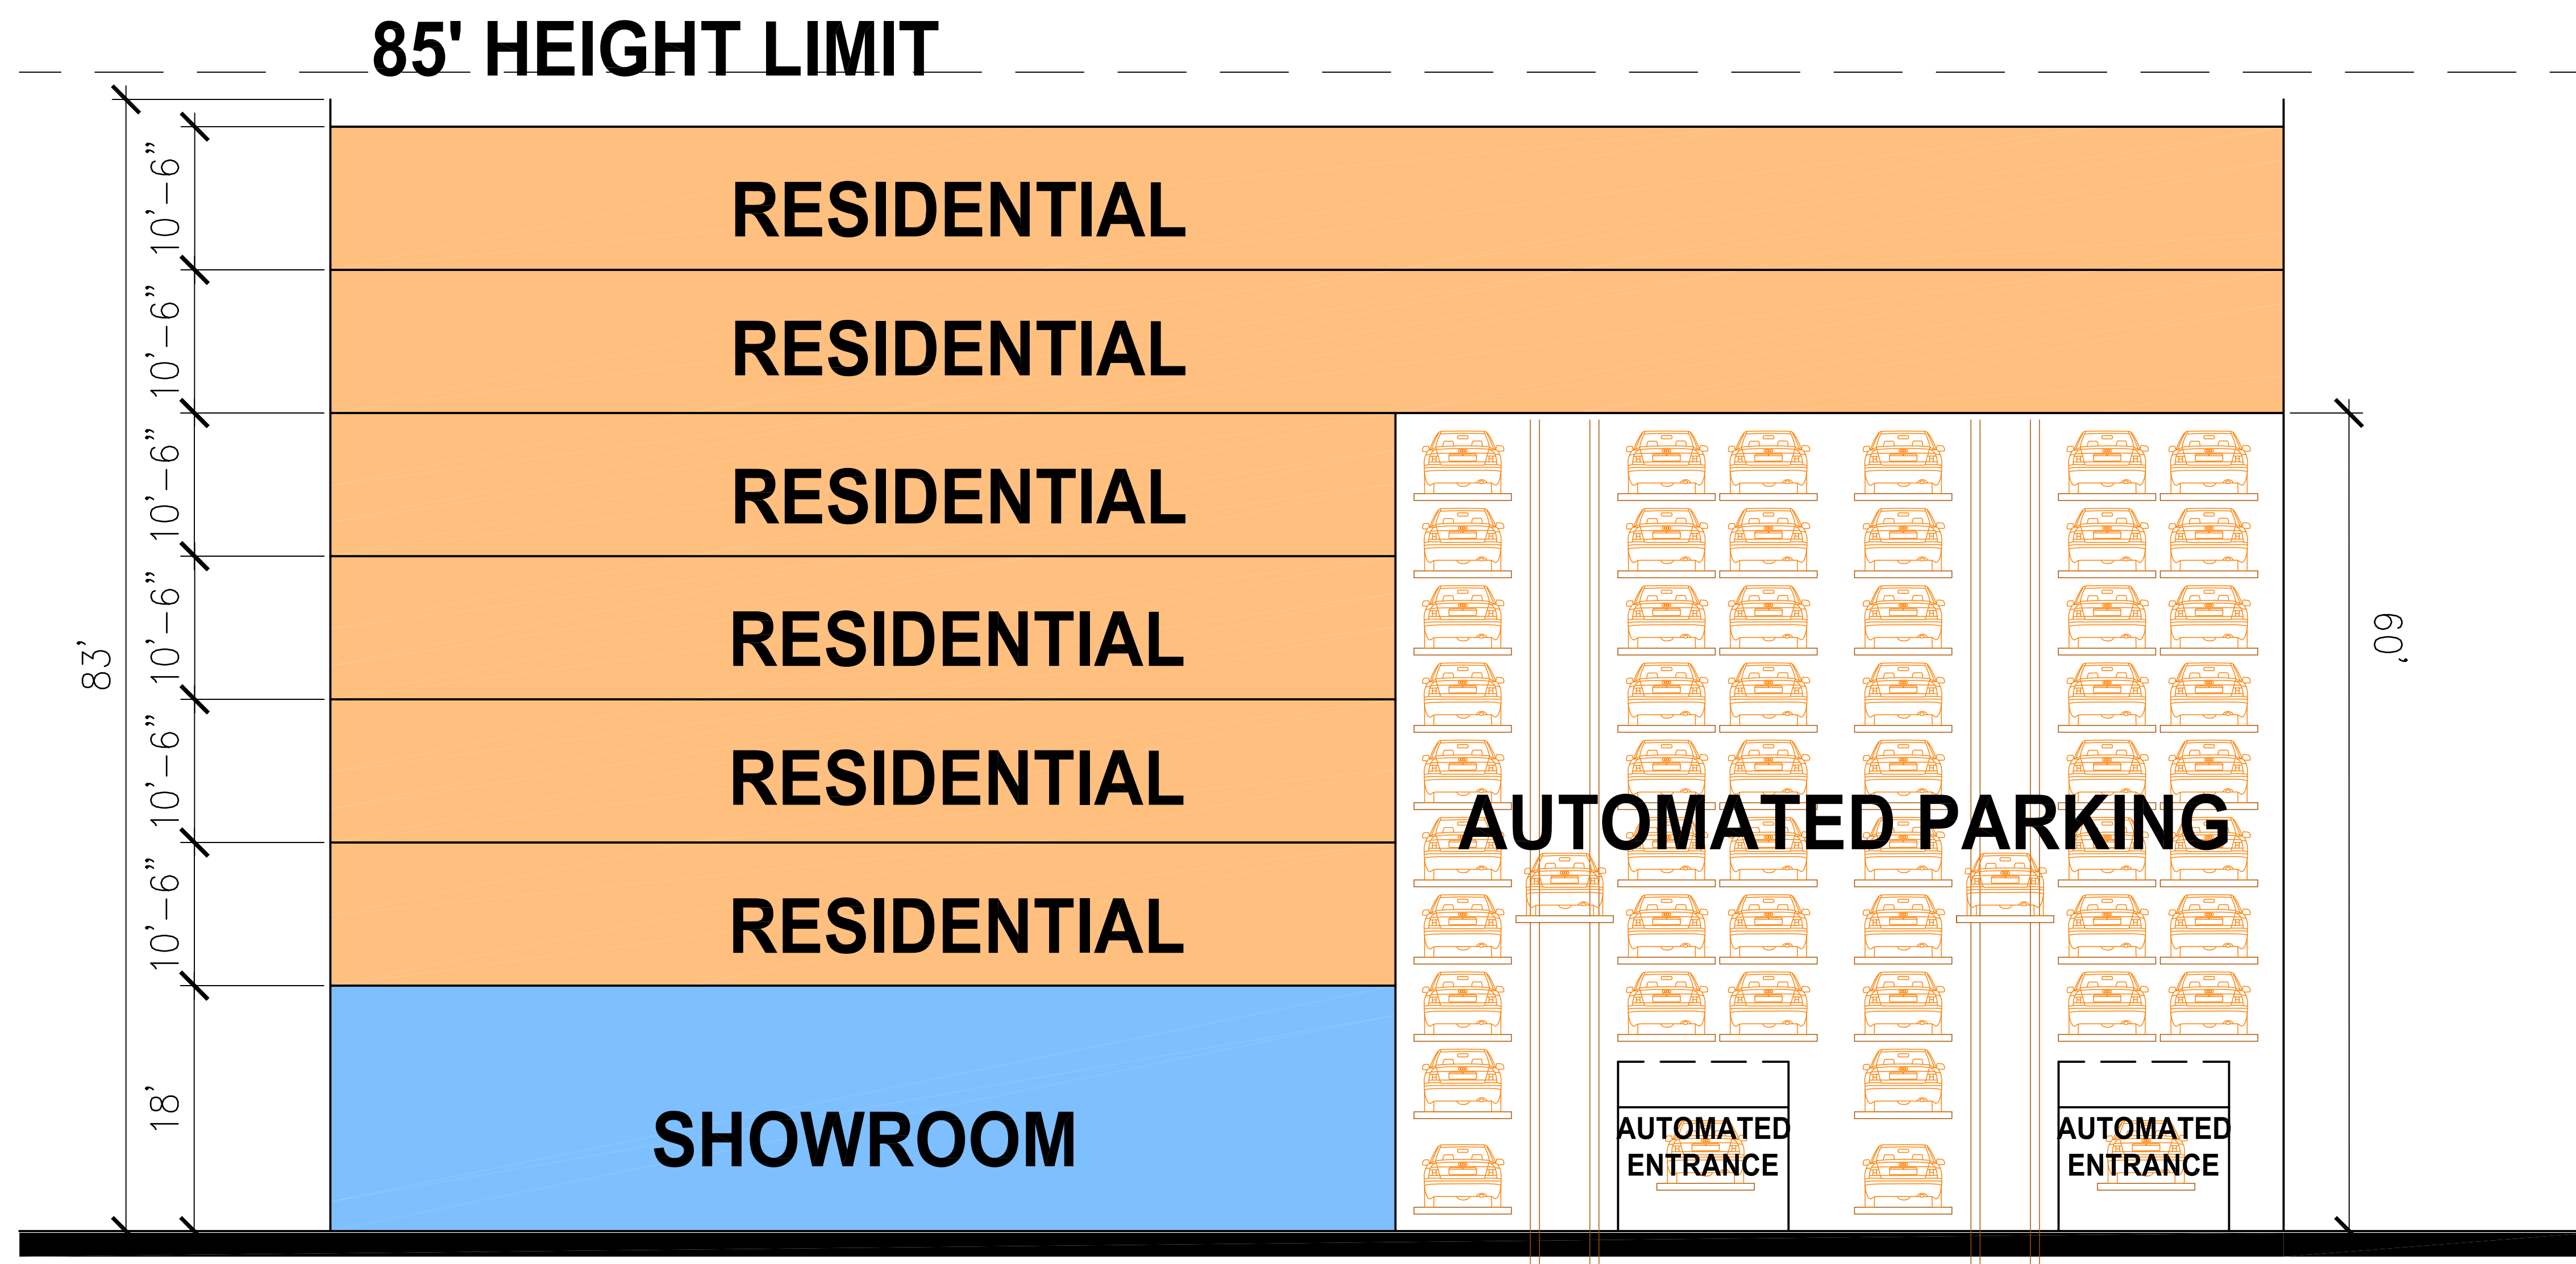 85' HEIGHT LIMIT
10'-6"
RESIDENTIAL
10'-6"
RESIDENTIAL
10'-6"
RESIDENTIAL
10'-6"
RESIDENTIAL
83'
60'
10'-6"
RESIDENTIAL
AUTOMATED PARKING
10'-6"
RESIDENTIAL
18'
SHOWROOM
AUTOMATED
ENTRANCE
AUTOMATED
ENTRANCE